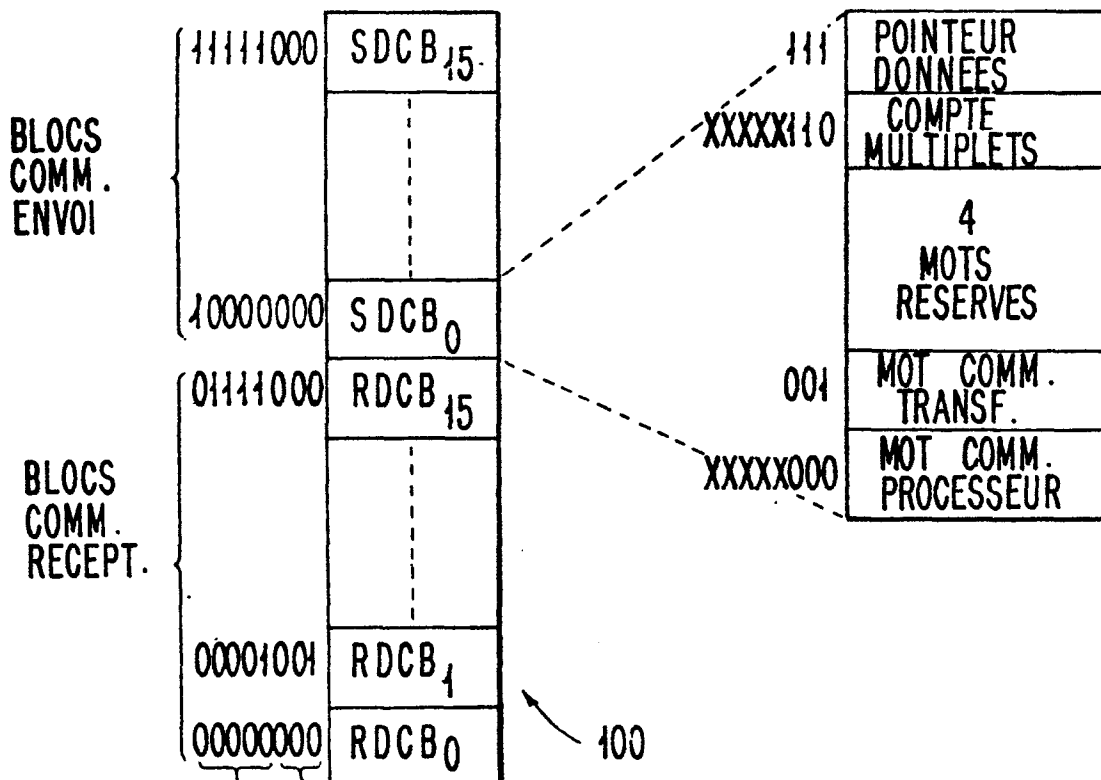 BLOCS
COMM.
ENVOI
11111000
SDCB15
10000000
SDCB0
BLOCS
COMM.
RECEPT.
01111000
RDCB15
00001001
RDCB1
00000000
RDCB0
100
111
POINTEUR
DONNEES
XXXXX110
COMPTE
MULTIPLETS
4
MOTS
RESERVES
001
MOT COMM.
TRANSF.
XXXXX000
MOT COMM.
PROCESSEUR